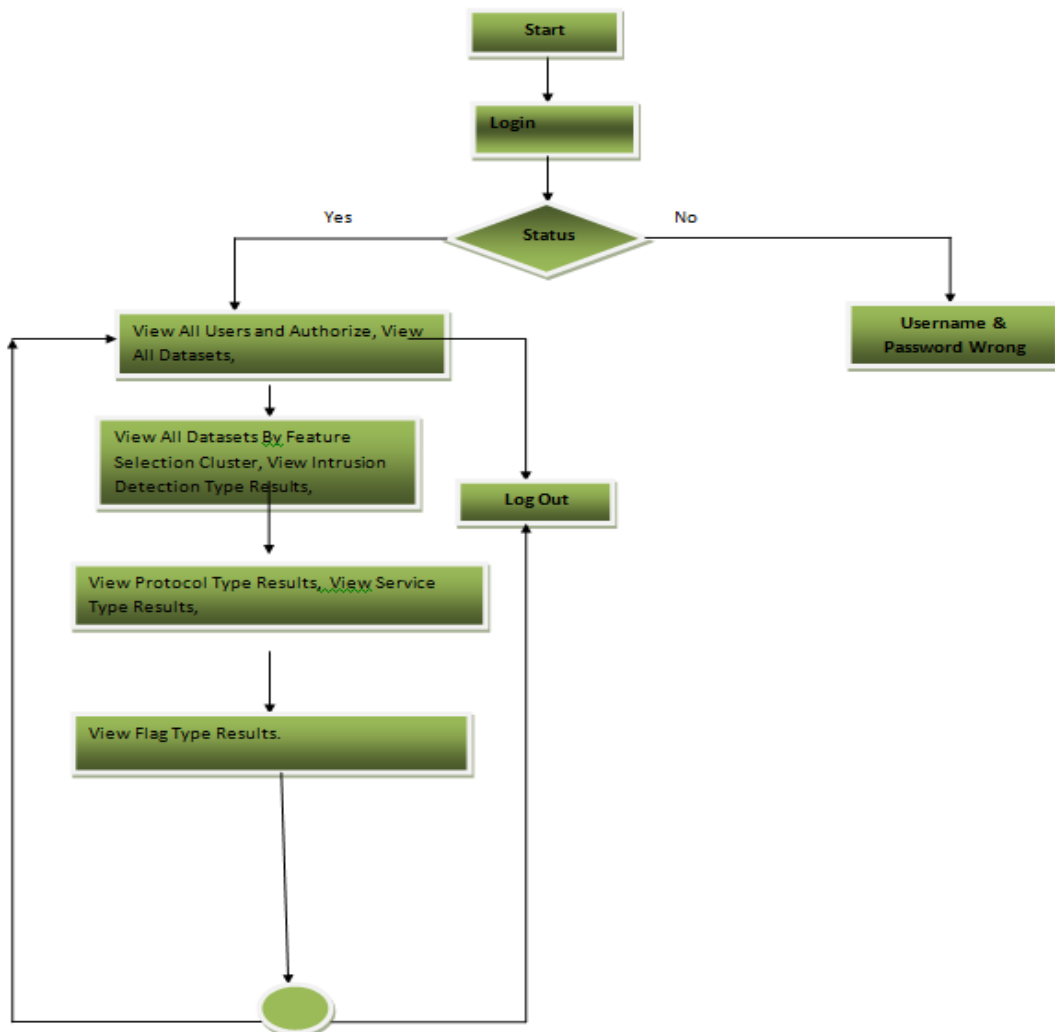 Start
Login
Status
Yes
No
View All Users and Authorize, View
All Datasets,
Username &
Password Wrong
View All Datasets By Feature
Selection Cluster, View Intrusion
Detection Type Results,
Log Out
View Protocol Type Results,  View Service
Type Results,
View Flag Type Results.